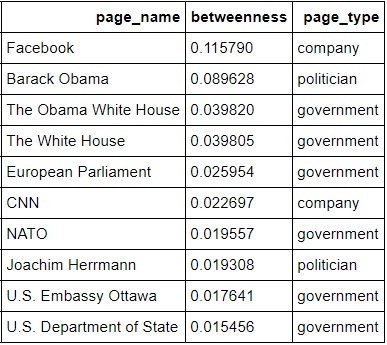 page_name betweenness page_type
Facebook 0.115790 company
Barack Obama 0.089628 politician
The Obama White House 0.039820 government
The White House 0.039805 government
European Parliament 0.025954 government
CNN 0.022697 company
NATO 0.019557 government
Joachim Herrmann 0.019308 politician
U.S. Embassy Ottawa 0.017641 government
U.S. Department of State 0.015456 government